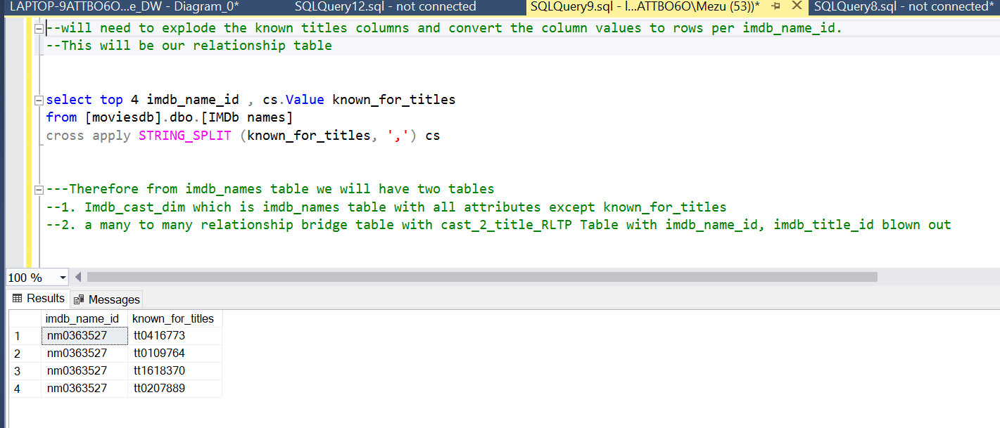 LAPTOP-9ATTBO6O...e_DW - Diagram_0* SQLQuery12.sql - not connected SQLQuery9.sql - l...ATTBO6O\Mezu (53))* SQLQuery8.sql - not connected*
--will need to explode the known titles columns and convert the column values to rows per imdb_name_id.
--This will be our relationship table
select top 4 imdb_name_id , cs.Value known_for_titles
from [moviesdb].dbo.[IMDb names]
cross apply STRING_SPLIT (known_for_titles, ',') cs
---Therefore from imdb_names table we will have two tables
--1. Imdb_cast_dim which is imdb_names table with all attributes except known_for_titles
--2. a many to many relationship bridge table with cast_2_title_RLTP Table with imdb_name_id, imdb_title_id blown out
100 %
Results Messages
imdb_name_id known_for_titles
1 nm0363527 tt0416773
2 nm0363527 tt0109764
3 nm0363527 tt1618370
4 nm0363527 tt0207889